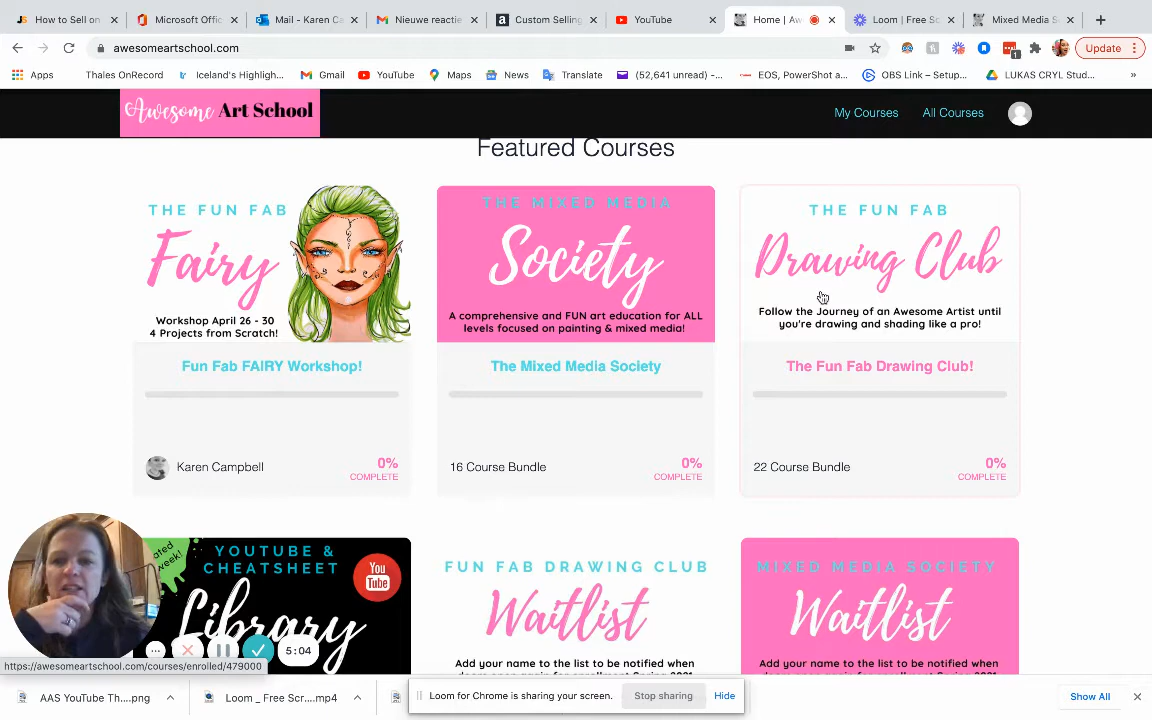 How to Sell on
Microsoft Offic
Mail - Karen Ca
Nieuwe reactie
Custom Selling
YouTube
Home | Aw
Loom | Free Sc
Mixed Media S
awesomeartschool.com
Update
1
Apps
Thales OnRecord
Iceland's Highlig...
Gmail
YouTube
Maps
News
Translate
(52,641 unread) -...
EOS, PowerShot a...
OBS Link – Setup...
LUKAS CRYL Stud...
»
Awesome Art School
My Courses
All Courses
Featured Courses
THE FUN FAB
Fairy
Workshop April 26 - 30
4 Projects from Scratch!
Fun Fab FAIRY Workshop!
Karen Campbell
0%
COMPLETE
THE MIXED MEDIA
Society
A comprehensive and FUN art education for ALL
levels focused on painting & mixed media!
The Mixed Media Society
16 Course Bundle
0%
COMPLETE
THE FUN FAB
Drawing Club
Follow the Journey of an Awesome Artist until
you're drawing and shading like a pro!
The Fun Fab Drawing Club!
22 Course Bundle
0%
COMPLETE
week!
YOUTUBE &
CHEATSHEET
Library
You
Tube
FUN FAB DRAWING CLUB
Waitlist
Add your name to the list to be notified when
MIXED MEDIA SOCIETY
Waitlist
Add your name to the list to be notified when
5:04
https://awesomeartschool.com/courses/enrolled/479000
AAS YouTube Th....png
Loom _ Free Scr....mp4
Loom for Chrome is sharing your screen.
Stop sharing
Hide
Show All